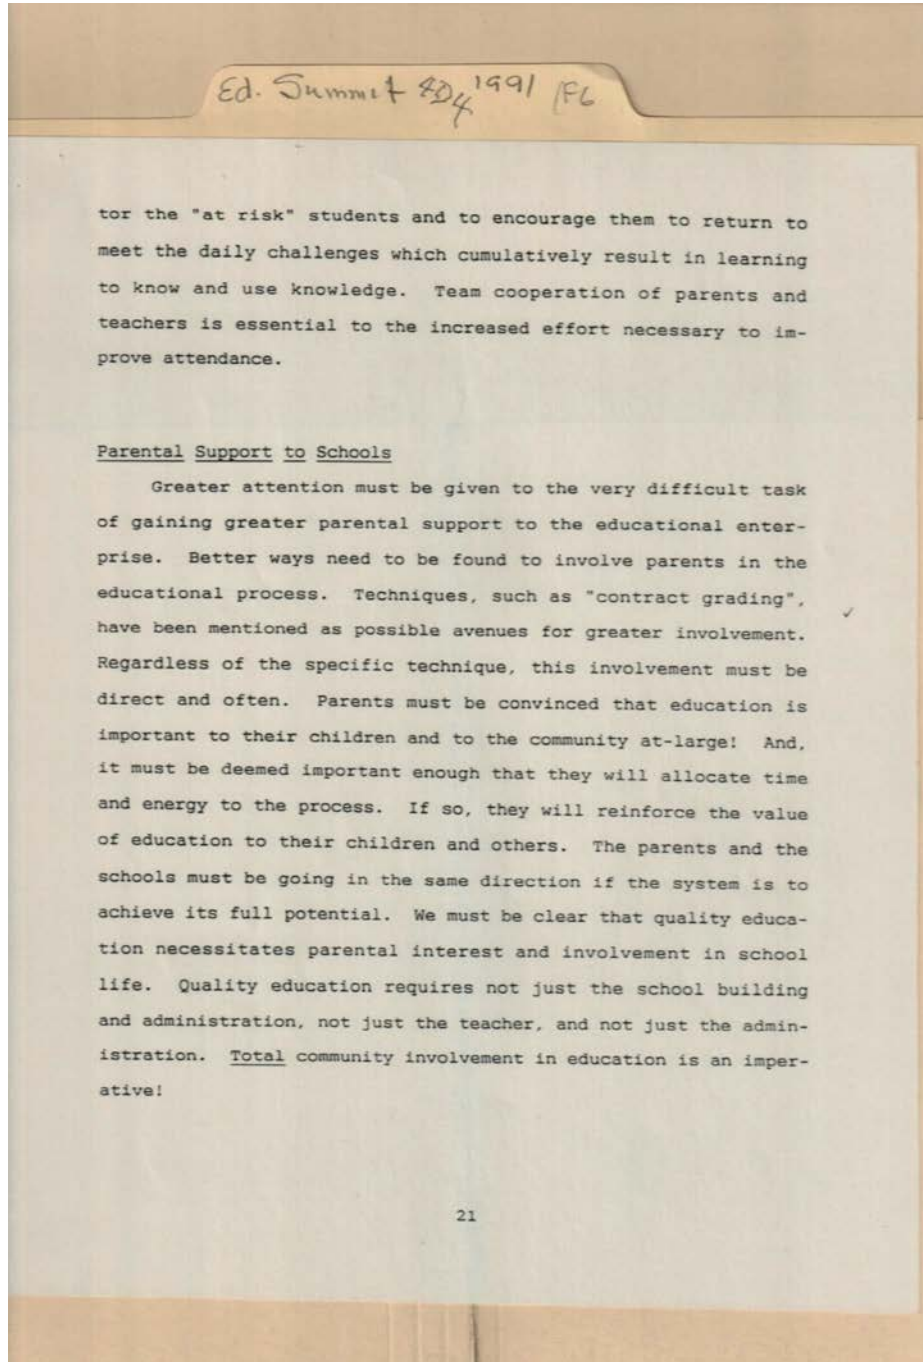 Ed. Summit 1991
tor the "at risk" students and to encourage them to return to
meet the daily challenges which cumulatively result in learning
to know and use knowledge. Team cooperation of parents and
teachers is essential to the increased effort necessary to im-
prove attendance.
Parental Support to Schools
Greater attention must be given to the very difficult task
of gaining greater parental support to the educational enter-
prise. Better ways need to be found to involve parents in the
educational process. Techniques, such as "contract grading",
have been mentioned as possible avenues for greater involvement.
Regardless of the specific technique, this involvement must be
direct and often. Parents must be convinced that education is
important to their children and to the community at-large! And,
it must be deemed important enough that they will allocate time
and energy to the process. If so, they will reinforce the value
of education to their children and others. The parents and the
schools must be going in the same direction if the system is to
achieve its full potential. We must be clear that quality educa-
tion necessitates parental interest and involvement in school
life. Quality education requires not just the school building
and administration, not just the teacher, and not just the admin-
istration. Total community involvement in education is an imper-
ative!
21